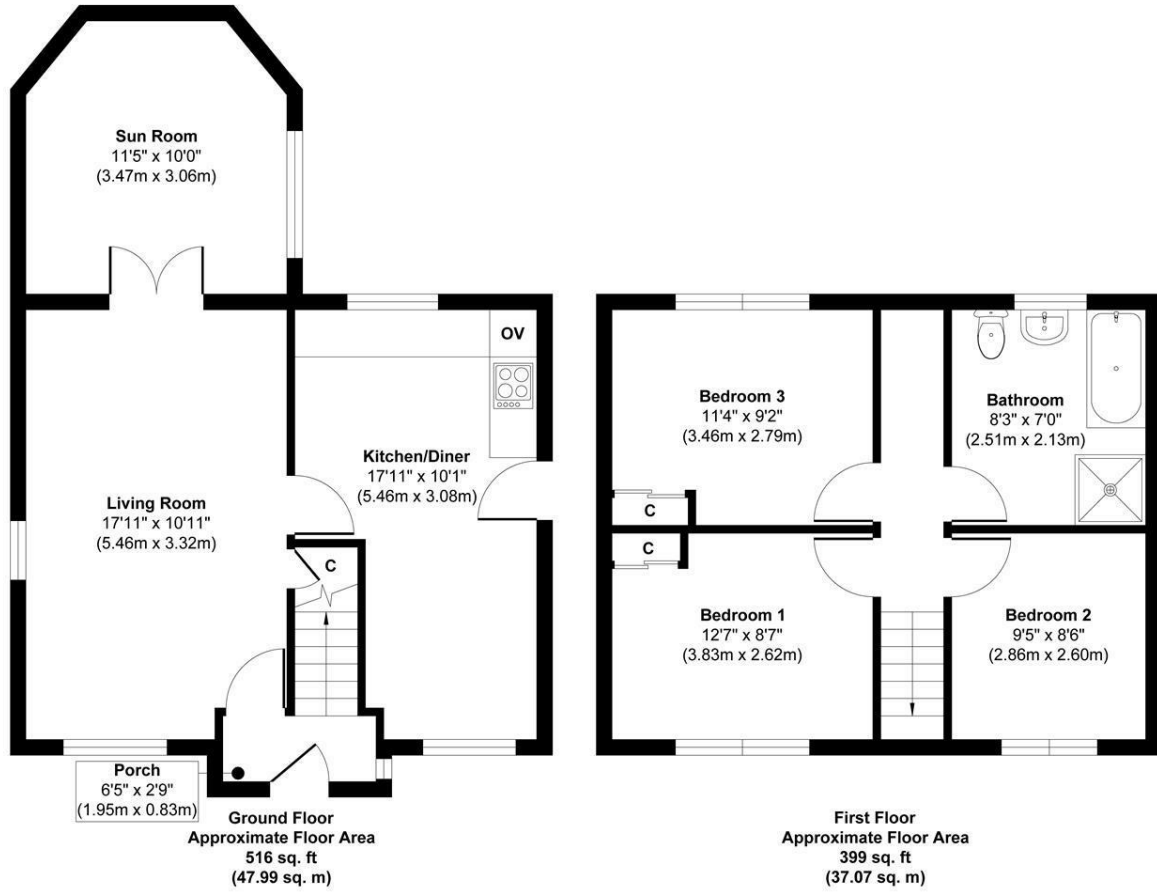 Sun Room
11'5" x 10'0"
(3.47m x 3.06m)
OV
Kitchen/Diner
17'11" x 10'1"
(5.46m x 3.08m)
Living Room
17'11" x 10'11"
(5.46m x 3.32m)
C
Porch
6'5" x 2'9"
(1.95m x 0.83m)
Ground Floor
Approximate Floor Area
516 sq. ft
(47.99 sq. m)
Bedroom 3
11'4" x 9'2"
(3.46m x 2.79m)
Bathroom
8'3" x 7'0"
(2.51m x 2.13m)
C
C
Bedroom 1
12'7" x 8'7"
(3.83m x 2.62m)
Bedroom 2
9'5" x 8'6"
(2.86m x 2.60m)
First Floor
Approximate Floor Area
399 sq. ft
(37.07 sq. m)